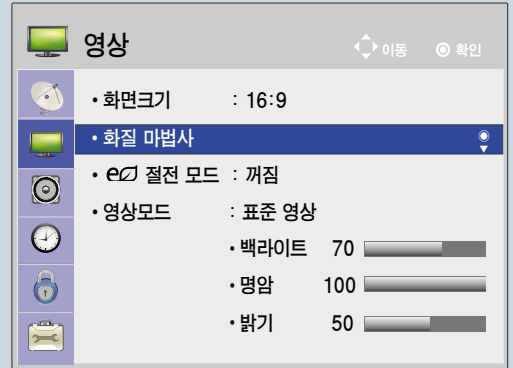 영상 이동 확인
• 화면크기 : 16:9
• 화질 마법사
• e 절전 모드 : 꺼짐
• 영상모드 : 표준 영상
• 백라이트 70
• 명암 100
• 밝기 50